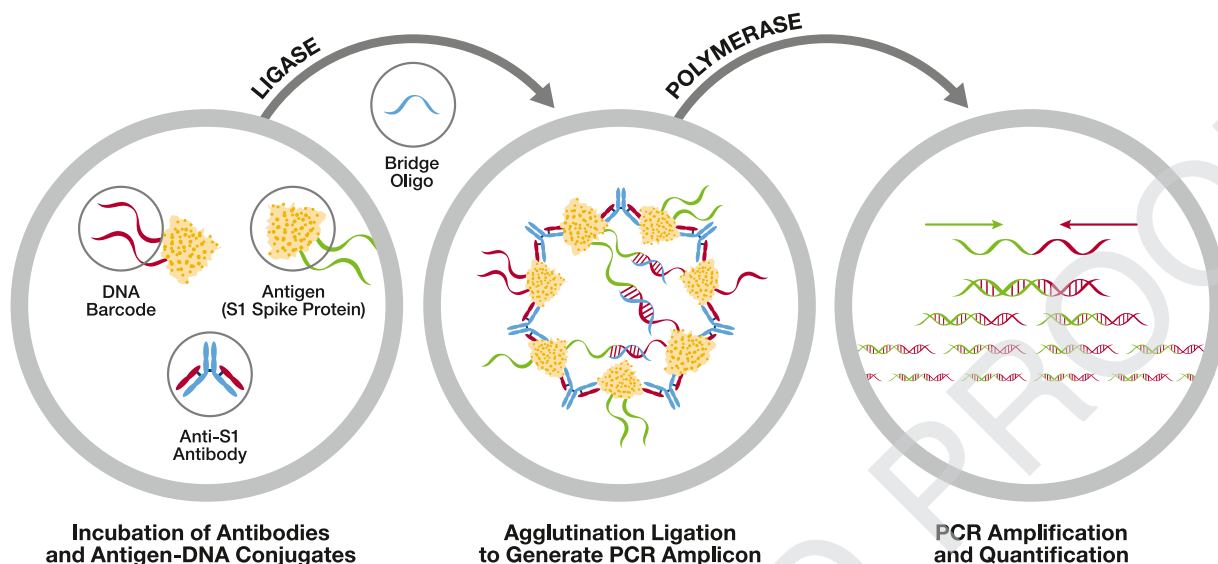 LIGASE
POLYMERASE
Bridge
Oligo
DNA
Barcode
Antigen
(S1 Spike Protein)
Anti-S1
Antibody
Incubation of Antibodies
and Antigen-DNA Conjugates
Agglutination Ligation
to Generate PCR Amplicon
PCR Amplification
and Quantification
PROO